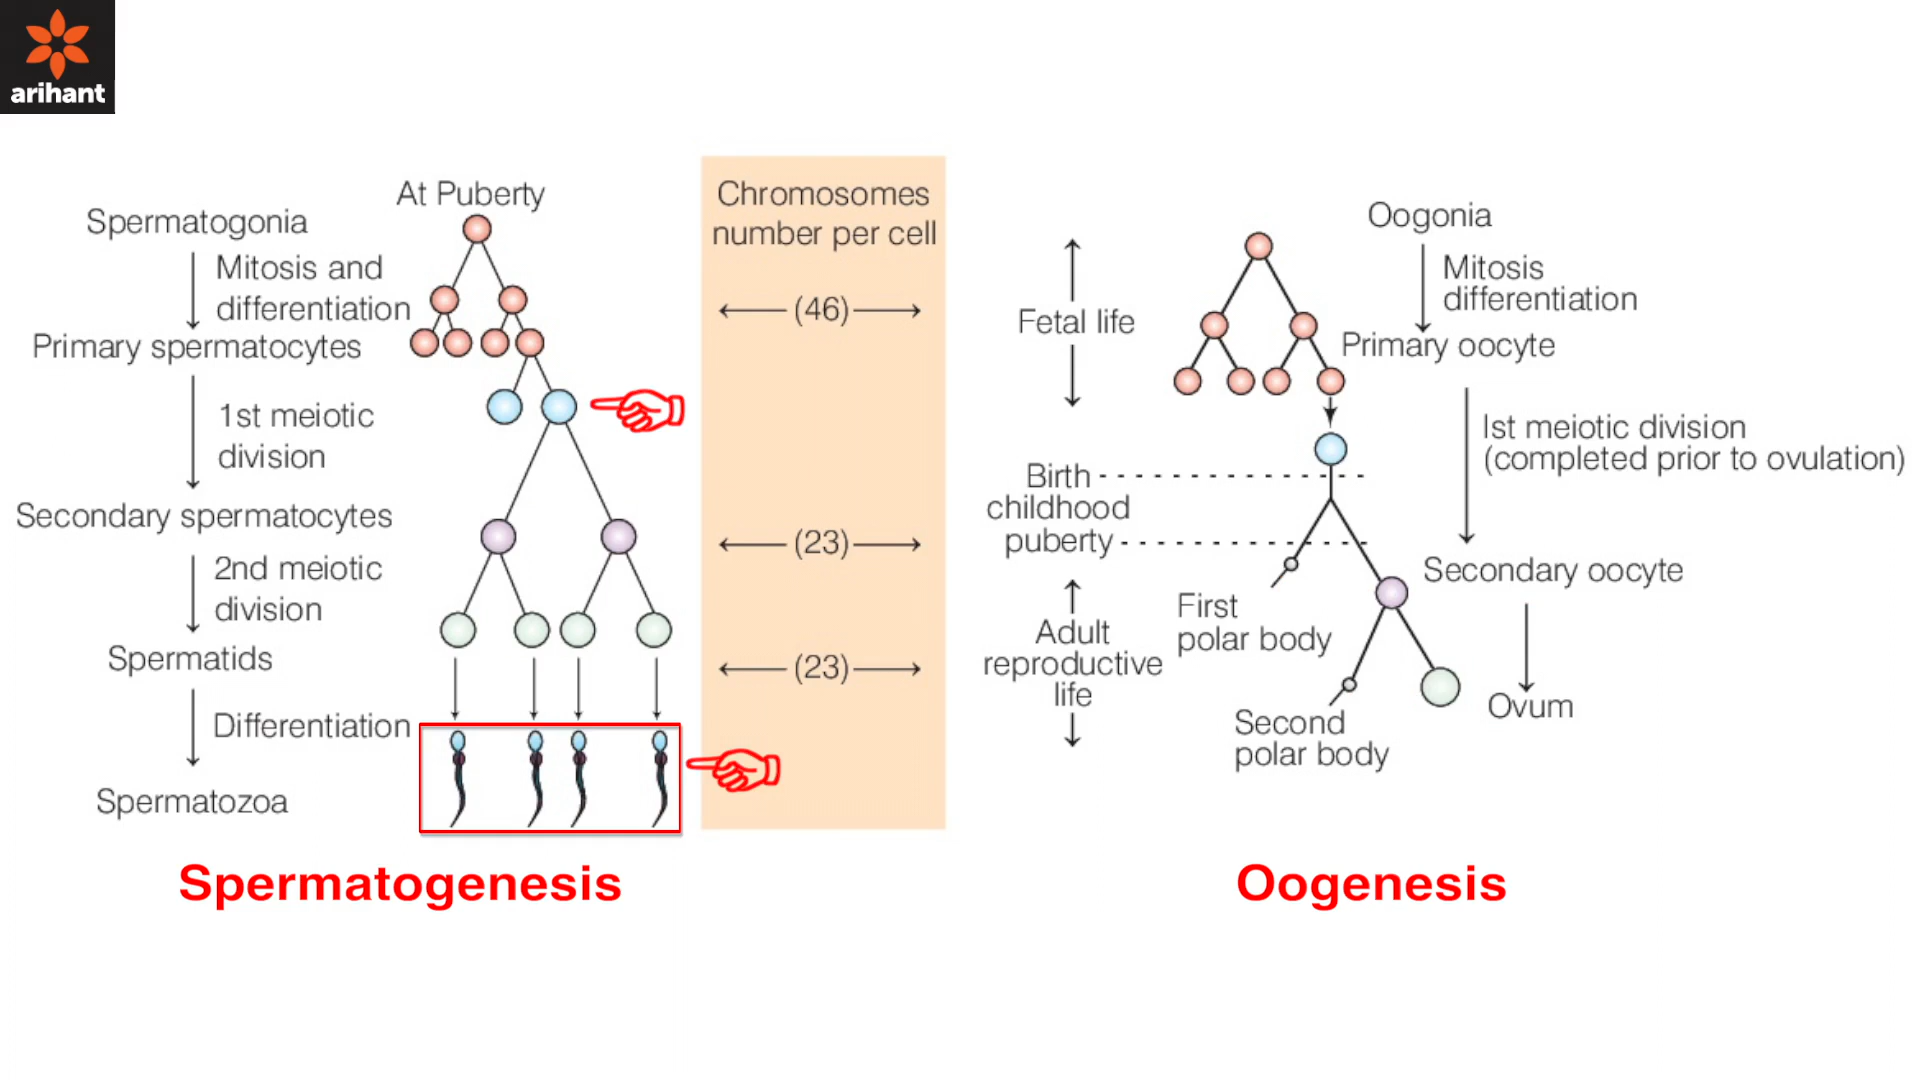 arihant
At Puberty
Spermatogonia
Mitosis and
differentiation
Primary spermatocytes
1st meiotic
division
Secondary spermatocytes
2nd meiotic
division
Spermatids
Differentiation
Spermatozoa
Spermatogenesis
Chromosomes
number per cell
(46)
(23)
(23)
Fetal life
Birth
childhood
puberty
Adult
reproductive
life
First
polar body
Second
polar body
Oogonia
Mitosis
differentiation
Primary oocyte
Ist meiotic division
(completed prior to ovulation)
Secondary oocyte
Ovum
Oogenesis